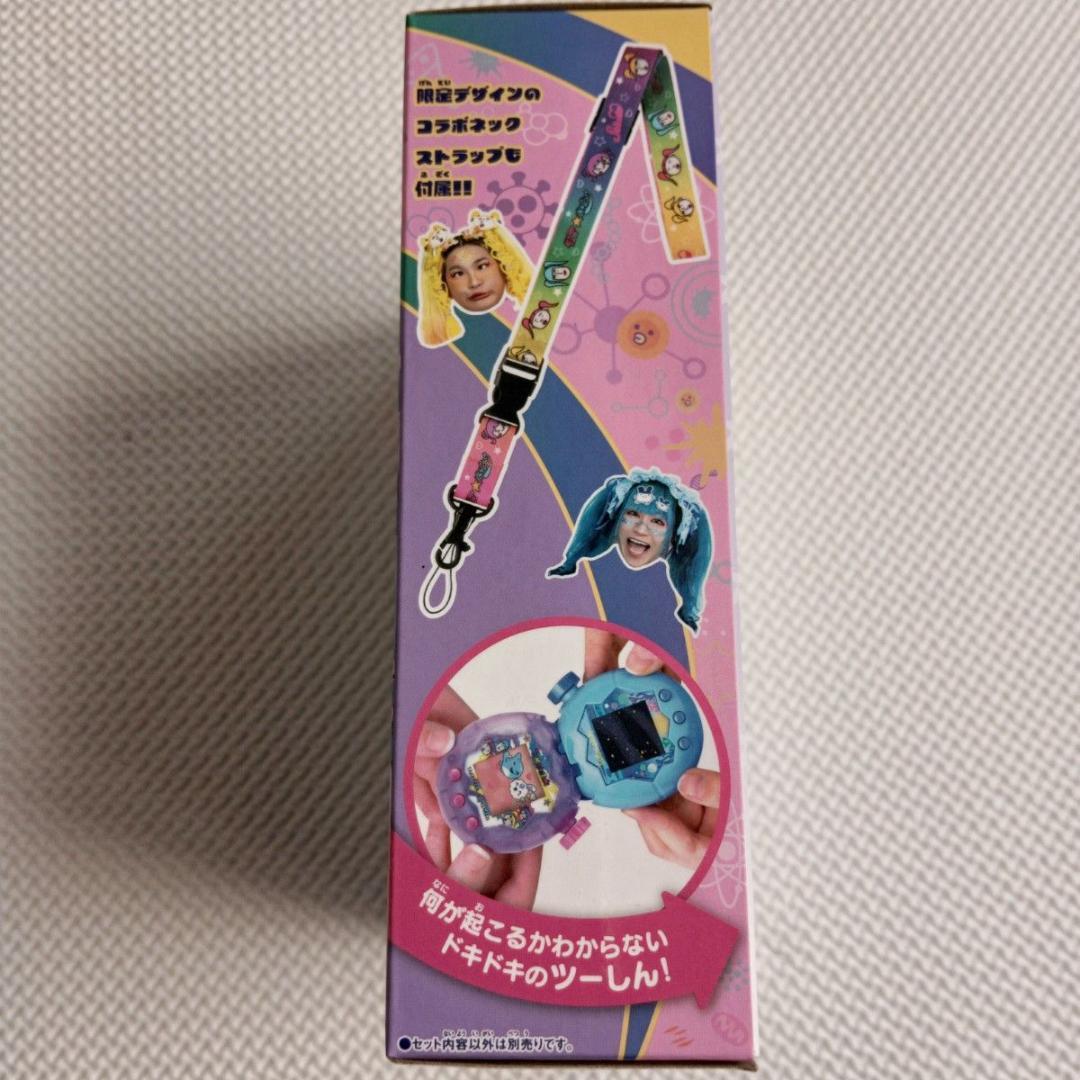 限定デザインの
コラボネック
ストラップも
付属!!
何が起こるかわからない
ドキドキのツーしん!
●セット内容以外は別売りです。